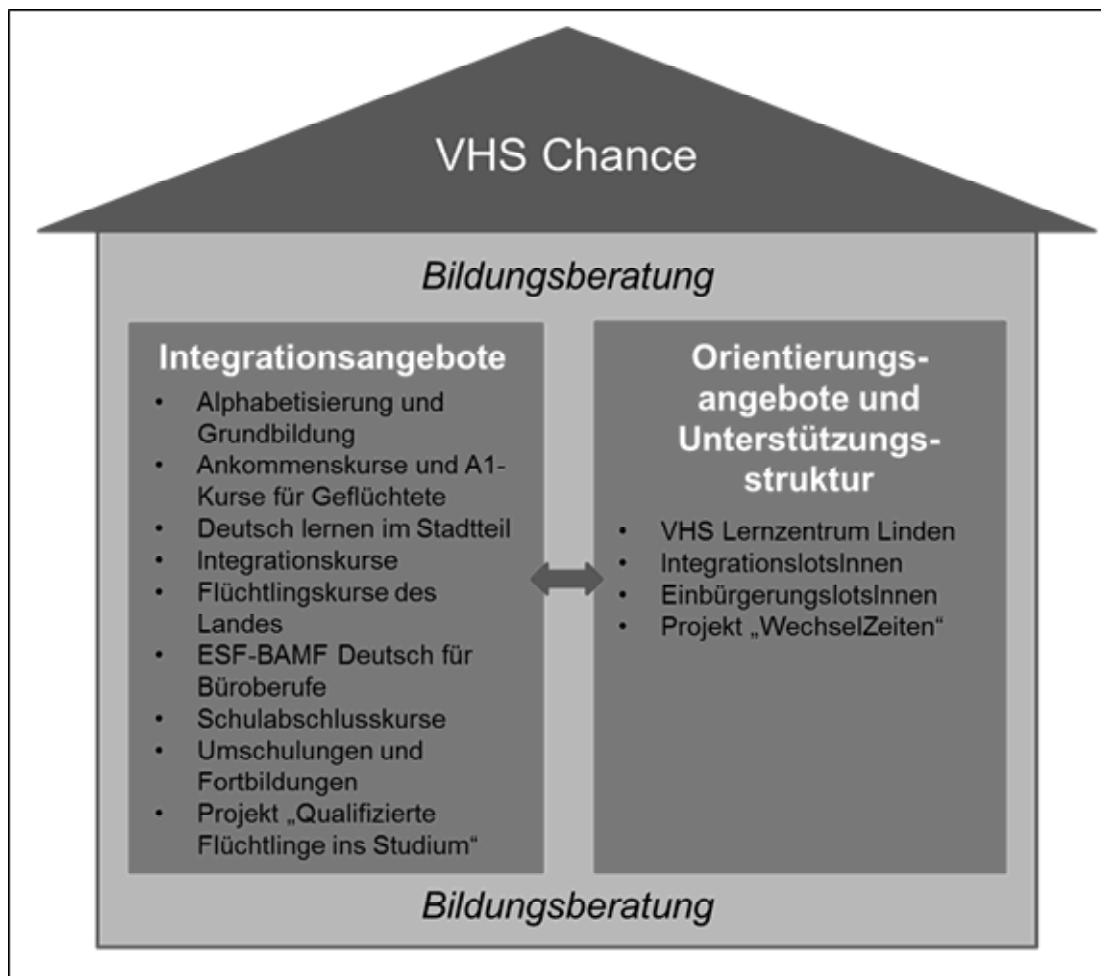 VHS Chance
Bildungsberatung
Integrationsangebote
• Alphabetisierung und
Grundbildung
• Ankommenskurse und A1-
Kurse für Geflüchtete
• Deutsch lernen im Stadtteil
• Integrationskurse
• Flüchtlingskurse des
Landes
• ESF-BAMF Deutsch für
Büroberufe
• Schulabschlusskurse
• Umschulungen und
Fortbildungen
• Projekt „Qualifizierte
Flüchtlinge ins Studium“
Orientierungs-
angebote und
Unterstützungs-
struktur
• VHS Lernzentrum Linden
• IntegrationslotsInnen
• EinbürgerungslotsInnen
• Projekt „WechselZeiten“
Bildungsberatung